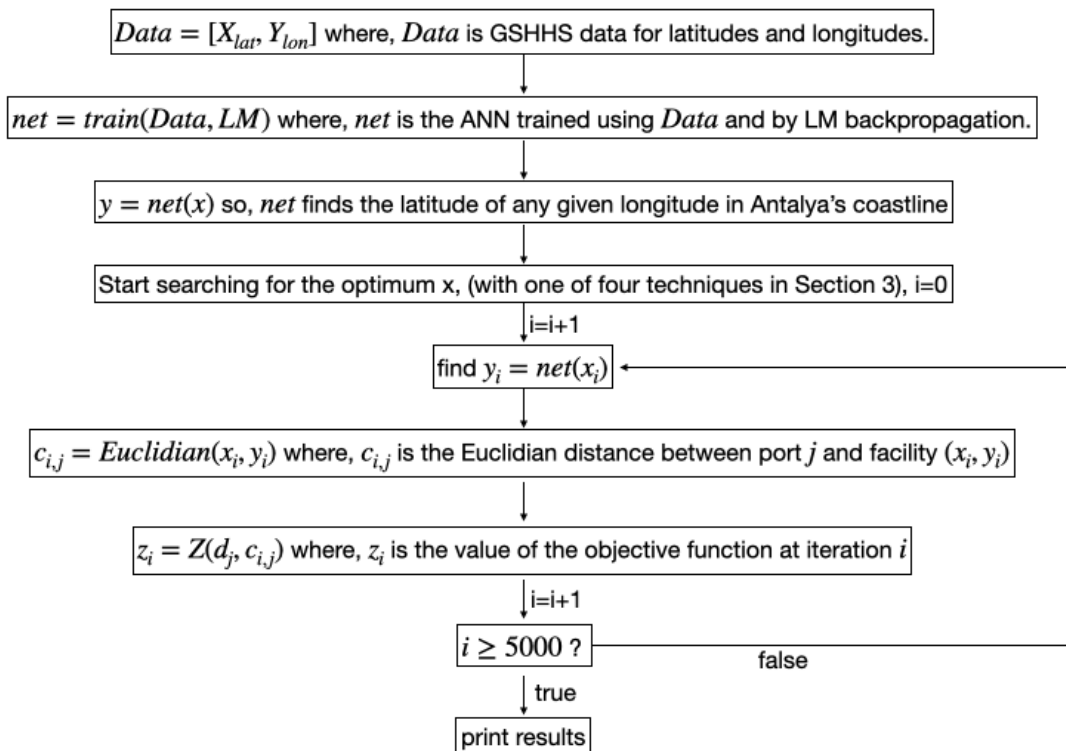 Data = [X_lat, Y_lon] where, Data is GSHHS data for latitudes and longitudes.
net = train(Data, LM) where, net is the ANN trained using Data and by LM backpropagation.
y = net(x) so, net finds the latitude of any given longitude in Antalya's coastline
Start searching for the optimum x, (with one of four techniques in Section 3), i=0
i=i+1
find y_i = net(x_i)
c_{i,j} = Euclidian(x_i, y_i) where, c_{i,j} is the Euclidian distance between port j and facility (x_i, y_i)
z_i = Z(d_j, c_{i,j}) where, z_i is the value of the objective function at iteration i
i=i+1
i ≥ 5000 ?
false
true
print results